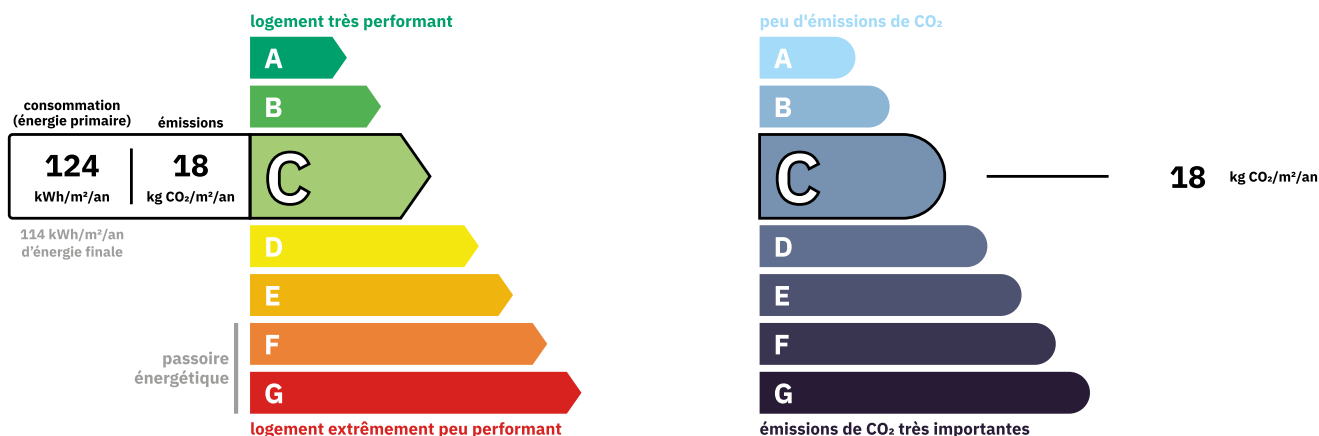 logement très performant
A
B
consommation
(énergie primaire)
émissions
124
kWh/m²/an
18
kg CO₂/m²/an
C
114 kWh/m²/an
d’énergie finale
D
E
F
passoire
énergétique
G
logement extrêmement peu performant
peu d'émissions de CO₂
A
B
C
18 kg CO₂/m²/an
D
E
F
G
émissions de CO₂ très importantes